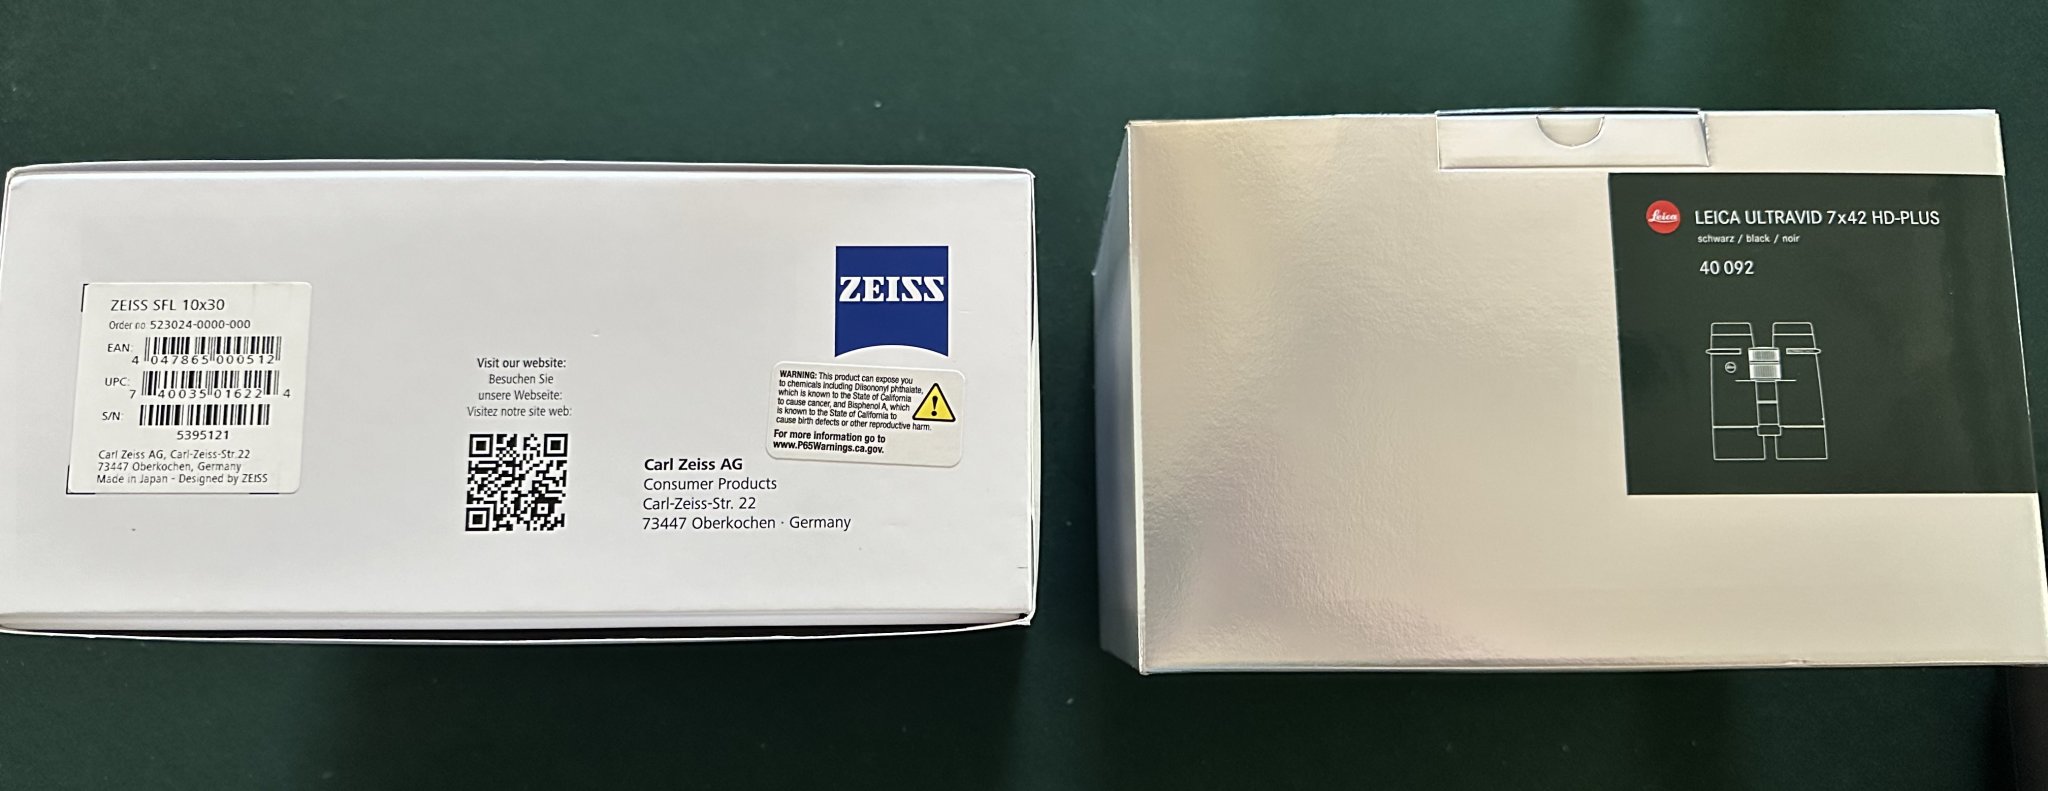 ZEISS SFL 10x30
Order no 523024-0000-000
EAN:
4 047865 000512
UPC:
7 40035 01622 4
S/N:
5395121
Carl Zeiss AG, Carl-Zeiss-Str.22
73447 Oberkochen, Germany
Made in Japan - Designed by ZEISS
Visit our website:
Besuchen Sie
unsere Webseite:
Visitez notre site web:
ZEISS
WARNING: This product can expose you
to chemicals including Diisononyl phthalate,
which is known to the State of California
to cause cancer, and Bisphenol A, which
is known to the State of California to
cause birth defects or other reproductive harm.
For more information go to
www.P65Warnings.ca.gov.
Carl Zeiss AG
Consumer Products
Carl-Zeiss-Str. 22
73447 Oberkochen · Germany
Leica
LEICA ULTRAVID 7x42 HD-PLUS
schwarz / black / noir
40 092